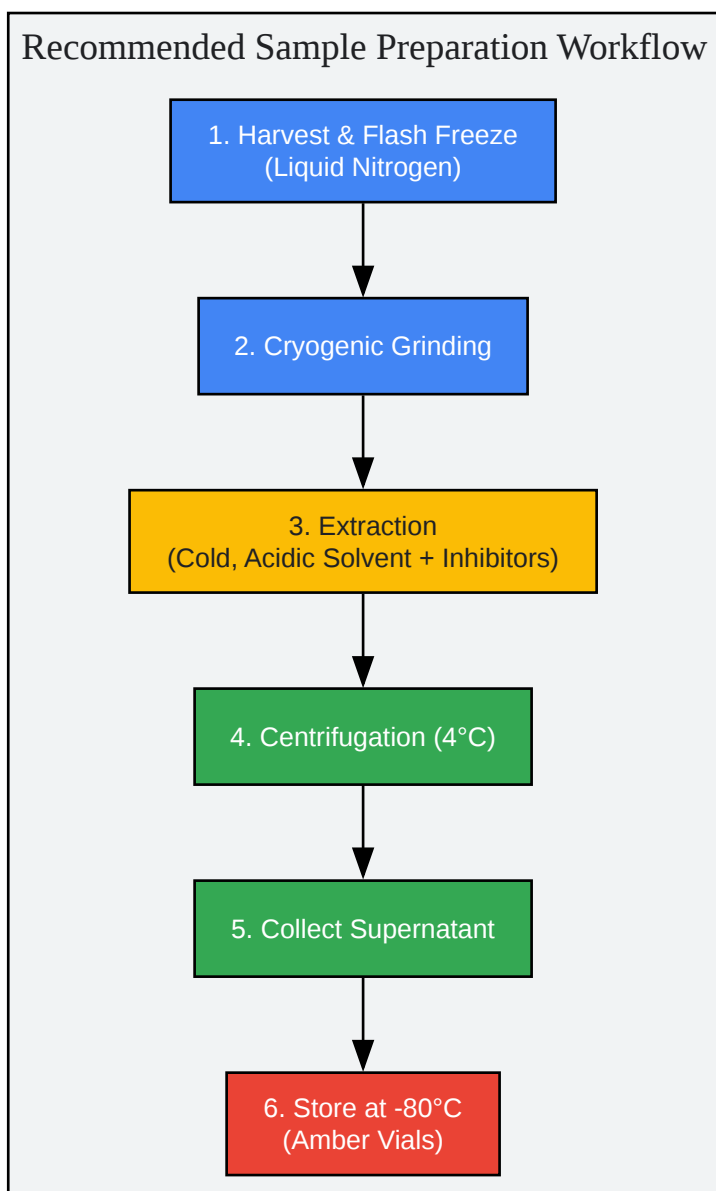 Recommended Sample Preparation Workflow
1. Harvest & Flash Freeze
(Liquid Nitrogen)
2. Cryogenic Grinding
3. Extraction
(Cold, Acidic Solvent + Inhibitors)
4. Centrifugation (4°C)
5. Collect Supernatant
6. Store at -80°C
(Amber Vials)